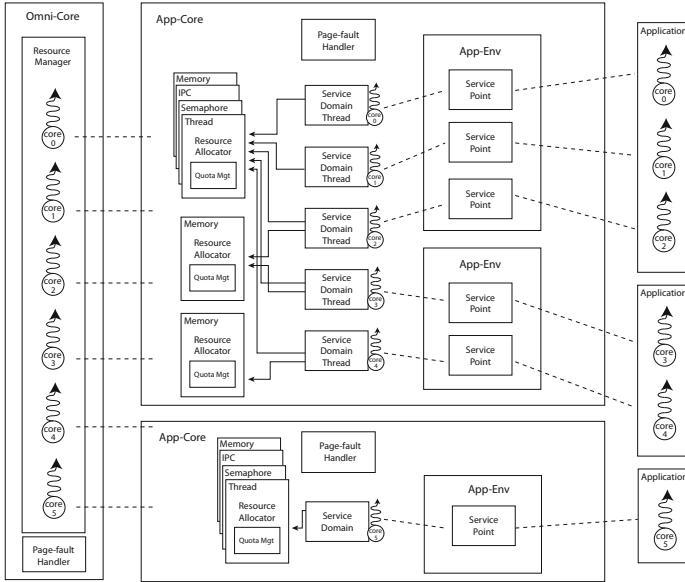 Omni-Core
Resource
Manager
core
0
core
1
core
2
core
3
core
4
core
5
Page-fault
Handler
App-Core
Page-fault
Handler
Memory
IPC
Semaphore
Thread
Resource
Allocator
Quota Mgt
Memory
Resource
Allocator
Quota Mgt
Memory
Resource
Allocator
Quota Mgt
Service
Domain
Thread
core
0
Service
Domain
Thread
core
1
Service
Domain
Thread
core
2
Service
Domain
Thread
core
3
Service
Domain
Thread
core
4
App-Env
Service
Point
Service
Point
Service
Point
App-Env
Service
Point
Service
Point
Application
core
0
core
1
core
2
Application
core
3
core
4
App-Core
Page-fault
Handler
Memory
IPC
Semaphore
Thread
Resource
Allocator
Quota Mgt
Service
Domain
core
5
App-Env
Service
Point
Application
core
5